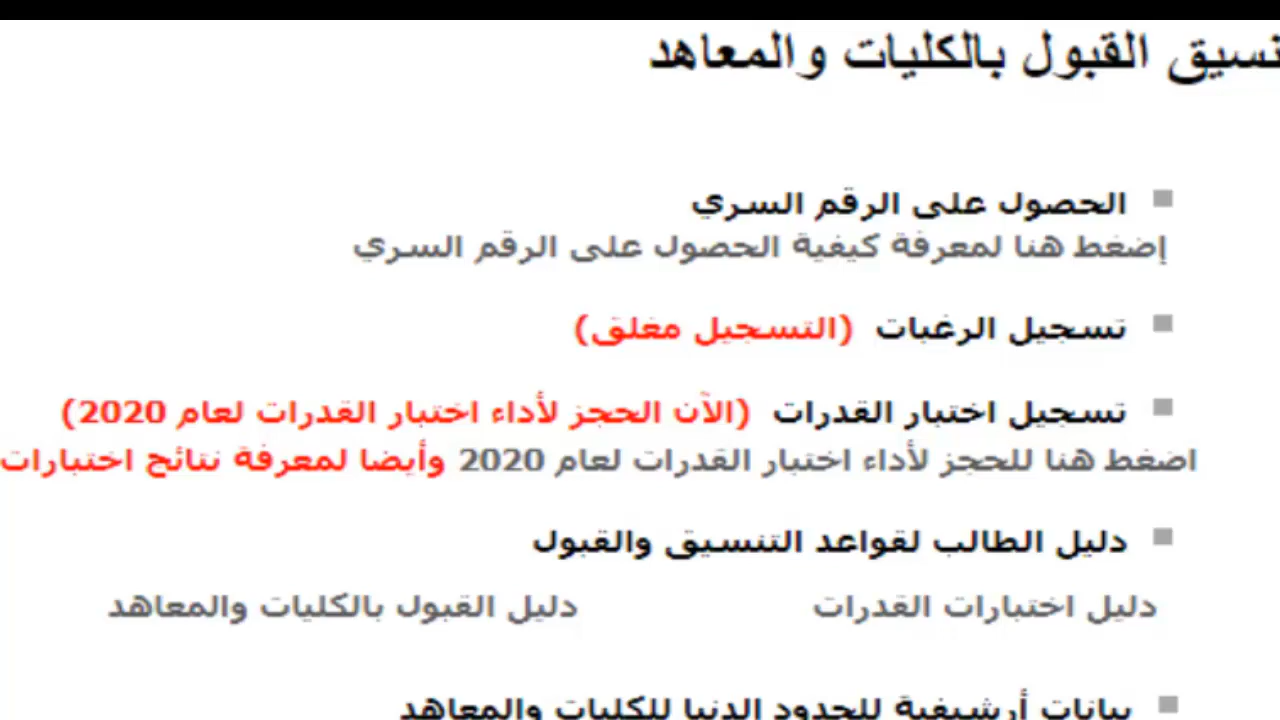 تنسيق القبول بالكليات والمعاهد
الحصول على الرقم السري
إضغط هنا لمعرفة كيفية الحصول على الرقم السري
تسجيل الرغبات (التسجيل مغلق)
تسجيل اختبار القدرات (الآن الحجز لأداء اختبار القدرات لعام 2020)
اضغط هنا للحجز لأداء اختبار القدرات لعام 2020 وأيضا لمعرفة نتائج اختبارات
دليل الطالب لقواعد التنسيق والقبول
دليل اختبارات القدرات دليل القبول بالكليات والمعاهد
بيانات أرشيفية للحدود الدنيا للكليات والمعاهد